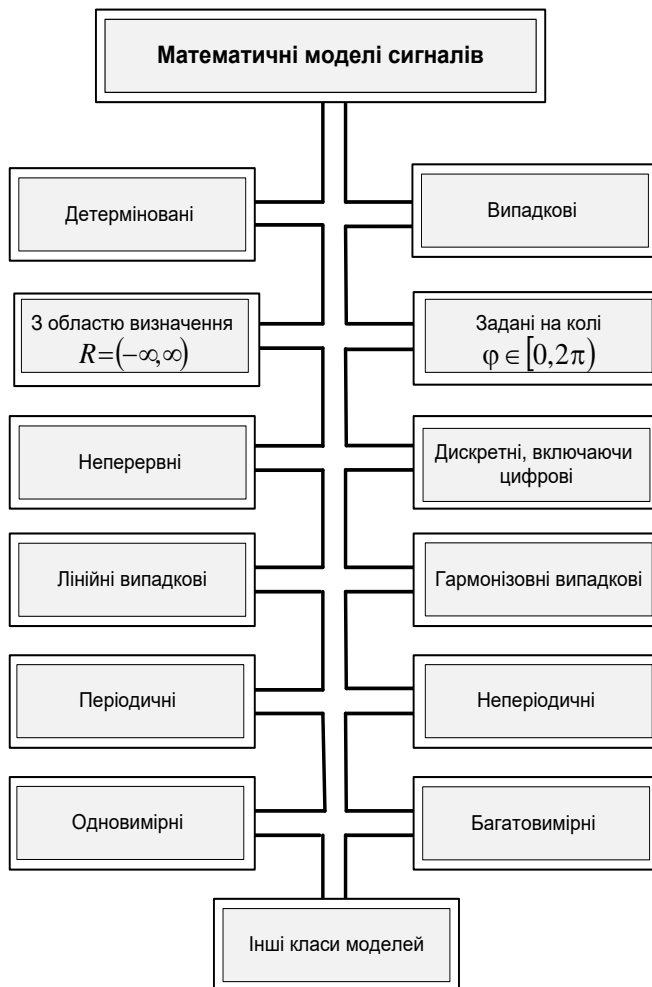 Математичні моделі сигналів
Детерміновані
Випадкові
З областю визначення
R=(−∞,∞)
Задані на колі
φ∈[0,2π)
Неперервні
Дискретні, включаючи
цифрові
Лінійні випадкові
Гармонізовні випадкові
Періодичні
Неперіодичні
Одновимірні
Багатовимірні
Інші класи моделей